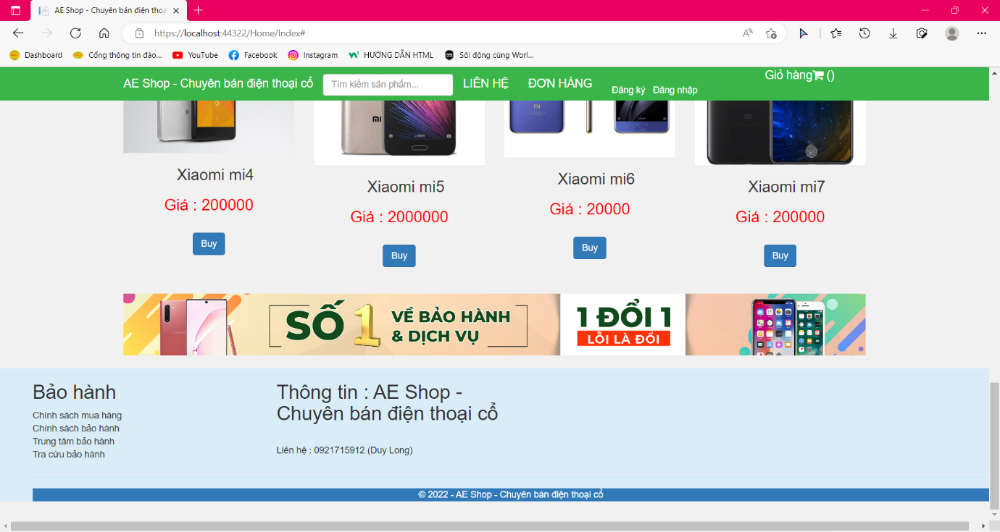 AE Shop - Chuyên bán điện thoạ
https://localhost:44322/Home/Index#
Dashboard
Cổng thông tin đào...
YouTube
Facebook
Instagram
HƯỚNG DẪN HTML
Sôi động cùng Worl...
AE Shop - Chuyên bán điện thoại cổ
Tìm kiếm sản phẩm...
LIÊN HỆ
ĐƠN HÀNG
Đăng ký
Đăng nhập
Giỏ hàng ()
Xiaomi mi4
Giá : 200000
Buy
Xiaomi mi5
Giá : 2000000
Buy
Xiaomi mi6
Giá : 20000
Buy
Xiaomi mi7
Giá : 200000
Buy
SỐ 1
VỀ BẢO HÀNH
& DỊCH VỤ
1 ĐỔI 1
LỖI LÀ ĐỔI
Bảo hành
Chính sách mua hàng
Chính sách bảo hành
Trung tâm bảo hành
Tra cứu bảo hành
Thông tin : AE Shop -
Chuyên bán điện thoại cổ
Liên hệ : 0921715912 (Duy Long)
© 2022 - AE Shop - Chuyên bán điện thoại cổ